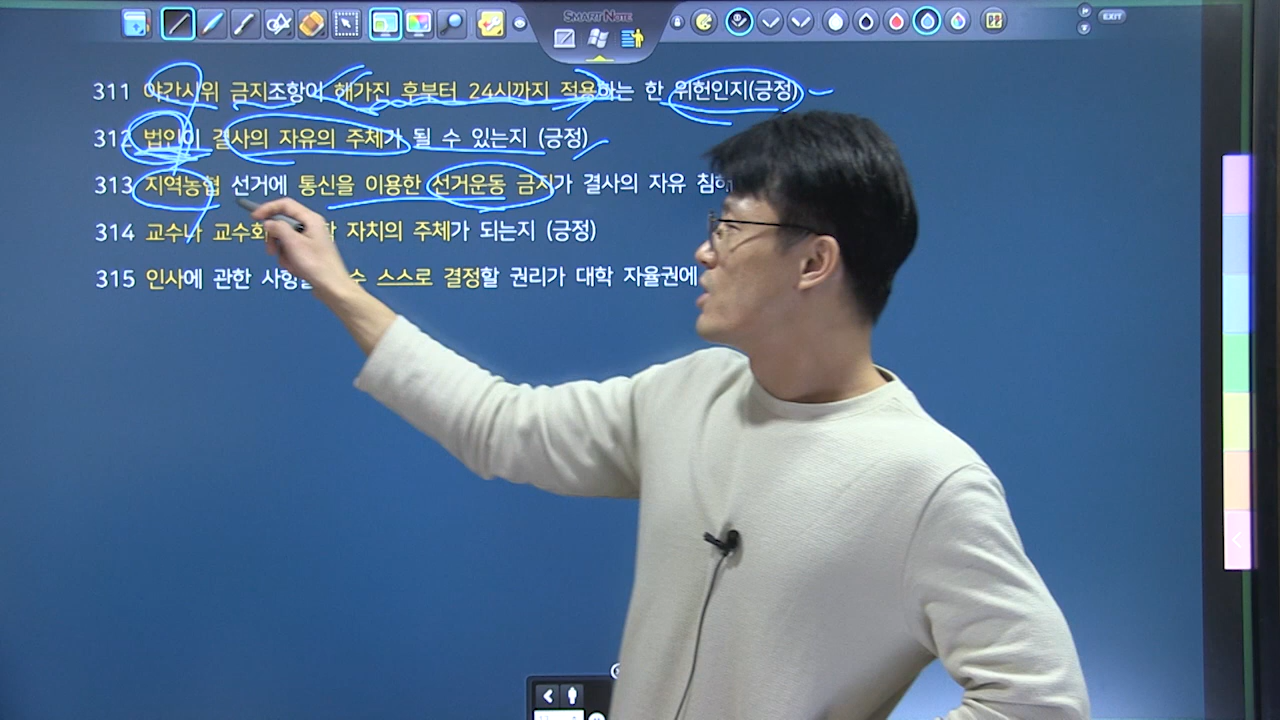 SMARTNOTE
EXIT
311 야간시위 금지조항이 해가진 후부터 24시까지 적용하는 한 위헌인지(긍정)
312 법인이 결사의 자유의 주체가 될 수 있는지 (긍정)
313 지역농협 선거에 통신을 이용한 선거운동 금지가 결사의 자유 침해
314 교수나 교수회 자치의 주체가 되는지 (긍정)
315 인사에 관한 사항을 스스로 결정할 권리가 대학 자율권에